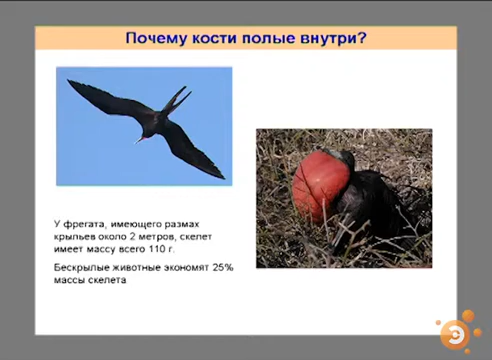 Почему кости полые внутри?
У фрегата, имеющего размах
крыльев около 2 метров, скелет
имеет массу всего 110 г.
Бескрылые животные экономят 25%
массы скелета
Э